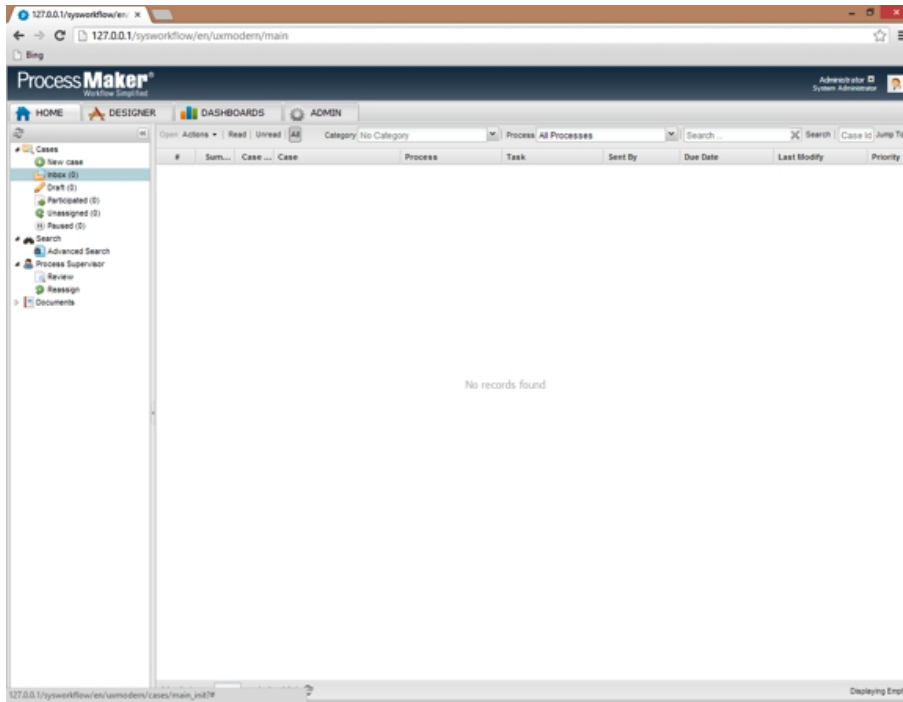 127.0.0.1/sysworkflow/en/
127.0.0.1/sysworkflow/en/uxmodern/main
Bing
ProcessMaker®
Workflow Simplified
Administrator
System Administrator
HOME DESIGNER DASHBOARDS ADMIN
Open Actions Read Unread All Category No Category Process All Processes Search ... Search Case Id Jump To
# Sum... Case ... Case Process Task Sent By Due Date Last Modify Priority
Cases
New case
Inbox (0)
Draft (0)
Participated (0)
Unassigned (0)
Paused (0)
Search
Advanced Search
Process Supervisor
Review
Reassign
Documents
No records found
127.0.0.1/sysworkflow/en/uxmodern/cases/main_init?#
Displaying Empt